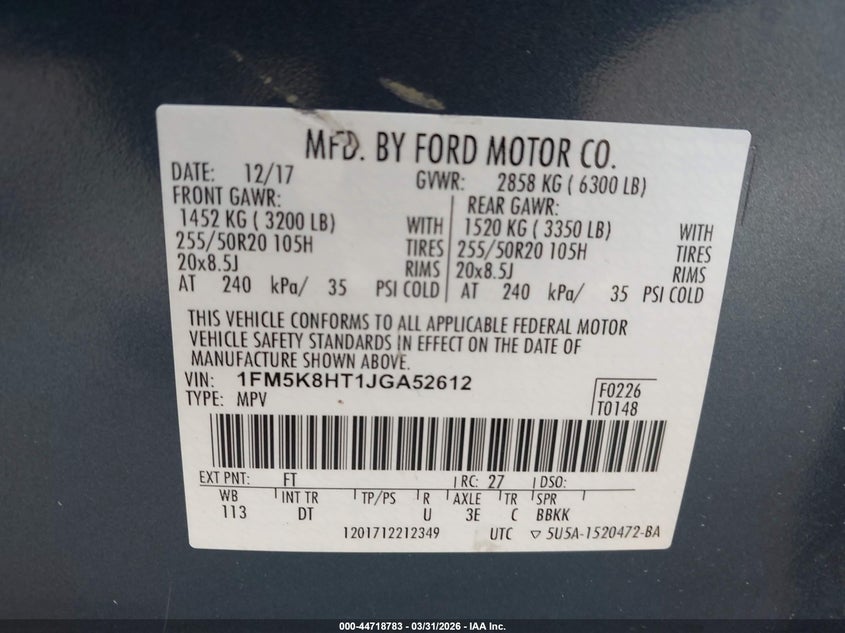 MFD. BY FORD MOTOR CO.
DATE: 12/17 GVWR: 2858 KG ( 6300 LB)
FRONT GAWR: REAR GAWR:
1452 KG ( 3200 LB) WITH 1520 KG ( 3350 LB) WITH
255/50R20 105H TIRES 255/50R20 105H TIRES
20x8.5J RIMS 20x8.5J RIMS
AT 240 kPa/ 35 PSI COLD AT 240 kPa/ 35 PSI COLD
THIS VEHICLE CONFORMS TO ALL APPLICABLE FEDERAL MOTOR
VEHICLE SAFETY STANDARDS IN EFFECT ON THE DATE OF
MANUFACTURE SHOWN ABOVE.
VIN: 1FM5K8HT1JGA52612 F0226
TYPE: MPV T0148
EXT PNT: FT RC: 27 DSO:
WB INT TR TP/PS R AXLE TR SPR
113 DT U 3E C BBKK
1201712212349 UTC ▽ 5U5A-1520472-BA
000-44718783 - 03/31/2026 - IAA Inc.